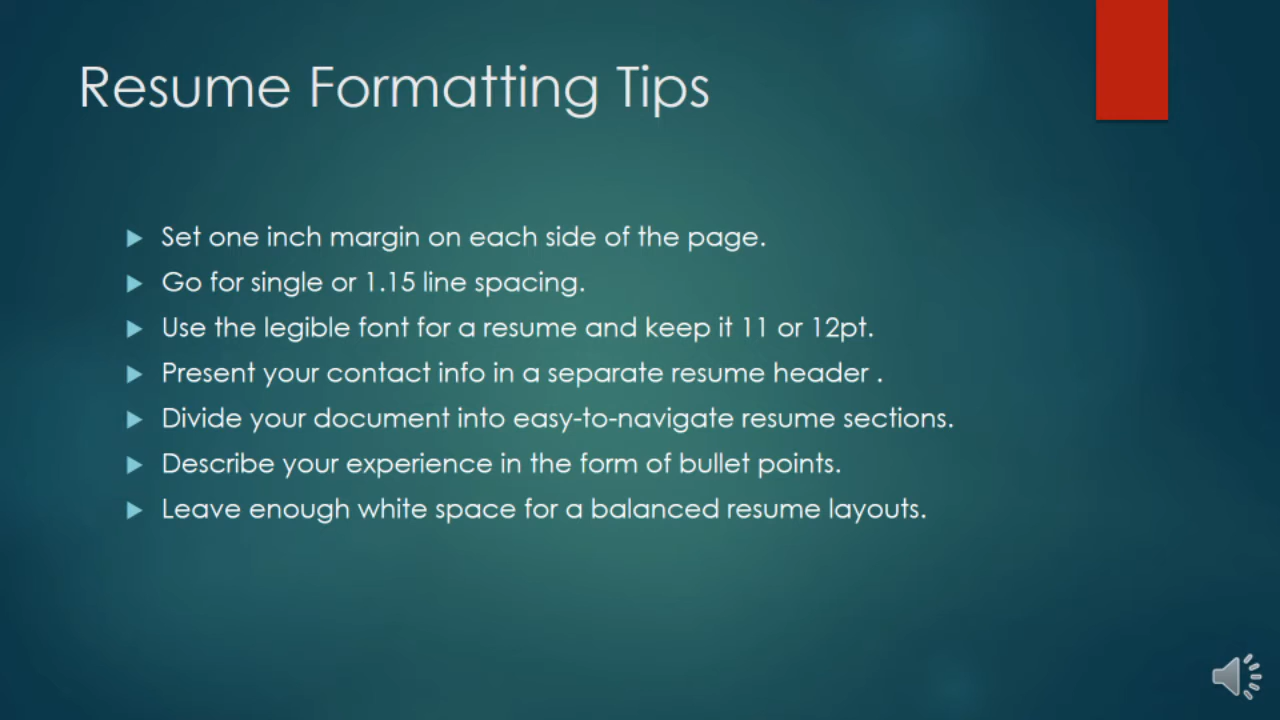 Resume Formatting Tips
Set one inch margin on each side of the page.
Go for single or 1.15 line spacing.
Use the legible font for a resume and keep it 11 or 12pt.
Present your contact info in a separate resume header .
Divide your document into easy-to-navigate resume sections.
Describe your experience in the form of bullet points.
Leave enough white space for a balanced resume layouts.